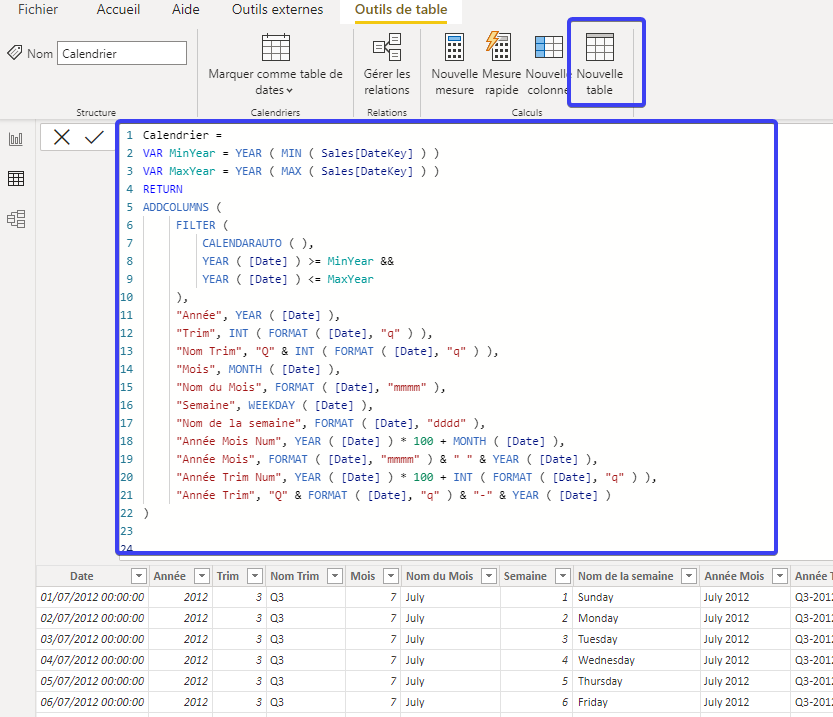 Fichier Accueil Aide Outils externes Outils de table
Nom Calendrier
Marquer comme table de dates
Gérer les relations
Nouvelle mesure
Mesure rapide
Nouvelle colonne
Nouvelle table
Structure Calendriers Relations Calculs
1 Calendrier =
2 VAR MinYear = YEAR ( MIN ( Sales[DateKey] ) )
3 VAR MaxYear = YEAR ( MAX ( Sales[DateKey] ) )
4 RETURN
5 ADDCOLUMNS (
6 FILTER (
7 CALENDARAUTO ( ),
8 YEAR ( [Date] ) >= MinYear &&
9 YEAR ( [Date] ) <= MaxYear
10 ),
11 "Année", YEAR ( [Date] ),
12 "Trim", INT ( FORMAT ( [Date], "q" ) ),
13 "Nom Trim", "Q" & INT ( FORMAT ( [Date], "q" ) ),
14 "Mois", MONTH ( [Date] ),
15 "Nom du Mois", FORMAT ( [Date], "mmmm" ),
16 "Semaine", WEEKDAY ( [Date] ),
17 "Nom de la semaine", FORMAT ( [Date], "dddd" ),
18 "Année Mois Num", YEAR ( [Date] ) * 100 + MONTH ( [Date] ),
19 "Année Mois", FORMAT ( [Date], "mmmm" ) & " " & YEAR ( [Date] ),
20 "Année Trim Num", YEAR ( [Date] ) * 100 + INT ( FORMAT ( [Date], "q" ) ),
21 "Année Trim", "Q" & FORMAT ( [Date], "q" ) & "-" & YEAR ( [Date] )
22 )
23
24
Date Année Trim Nom Trim Mois Nom du Mois Semaine Nom de la semaine Année Mois Année T
01/07/2012 00:00:00 2012 3 Q3 7 July 1 Sunday July 2012 Q3-2012
02/07/2012 00:00:00 2012 3 Q3 7 July 2 Monday July 2012 Q3-2012
03/07/2012 00:00:00 2012 3 Q3 7 July 3 Tuesday July 2012 Q3-2012
04/07/2012 00:00:00 2012 3 Q3 7 July 4 Wednesday July 2012 Q3-2012
05/07/2012 00:00:00 2012 3 Q3 7 July 5 Thursday July 2012 Q3-2012
06/07/2012 00:00:00 2012 3 Q3 7 July 6 Friday July 2012 Q3-2012